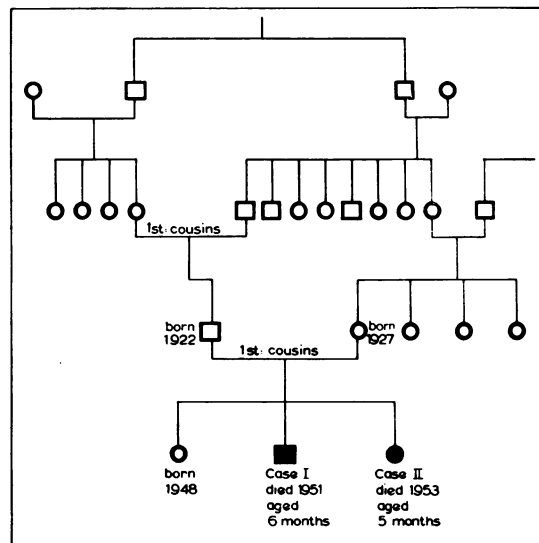 1st: cousins
born
1922
born
1927
1st: cousins
born
1948
Case I
died 1951
aged
6 months
Case II
died 1953
aged
5 months